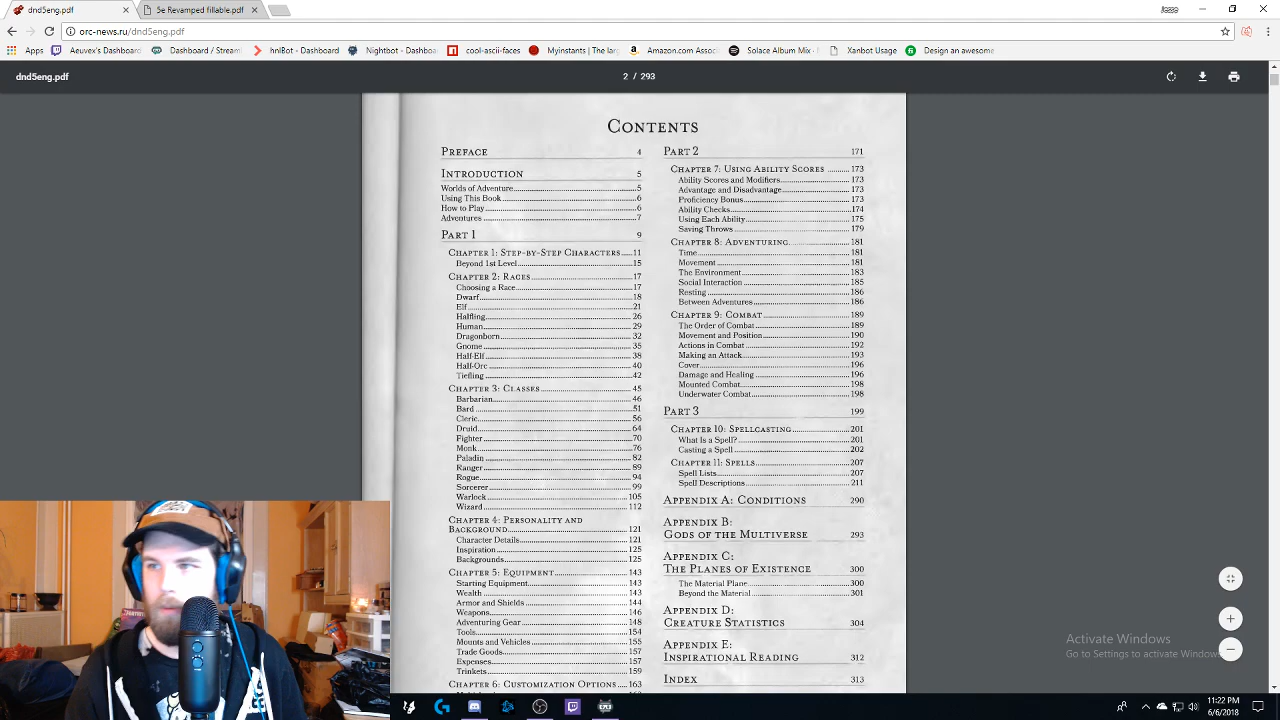 dnd5eng.pdf
5e Revamped fillable.pdf
orc-news.ru/dnd5eng.pdf
Apps
Aeuvex's Dashboard
Dashboard / Stream
hniBot - Dashboard
Nightbot - Dashboa
cool-ascii-faces
Myinstants | The larg
Amazon.com Associ
Solace Album Mix -
Xanbot Usage
Design an awesome
dnd5eng.pdf
2 / 293
CONTENTS
PREFACE 4
INTRODUCTION 5
Worlds of Adventure 5
Using This Book 6
How to Play 6
Adventures 7
PART 1 9
CHAPTER 1: STEP-BY-STEP CHARACTERS 11
Beyond 1st Level 15
CHAPTER 2: RACES 17
Choosing a Race 17
Dwarf 18
Elf 21
Halfling 26
Human 29
Dragonborn 32
Gnome 35
Half-Elf 38
Half-Orc 40
Tiefling 42
CHAPTER 3: CLASSES 45
Barbarian 46
Bard 51
Cleric 56
Druid 64
Fighter 70
Monk 76
Paladin 82
Ranger 89
Rogue 94
Sorcerer 99
Warlock 105
Wizard 112
CHAPTER 4: PERSONALITY AND
BACKGROUND 121
Character Details 121
Inspiration 125
Backgrounds 125
CHAPTER 5: EQUIPMENT 143
Starting Equipment 143
Wealth 143
Armor and Shields 144
Weapons 146
Adventuring Gear 148
Tools 154
Mounts and Vehicles 155
Trade Goods 157
Expenses 157
Trinkets 159
CHAPTER 6: CUSTOMIZATION OPTIONS 163
PART 2 171
CHAPTER 7: USING ABILITY SCORES 173
Ability Scores and Modifiers 173
Advantage and Disadvantage 173
Proficiency Bonus 173
Ability Checks 174
Using Each Ability 175
Saving Throws 179
CHAPTER 8: ADVENTURING 181
Time 181
Movement 181
The Environment 183
Social Interaction 185
Resting 186
Between Adventures 186
CHAPTER 9: COMBAT 189
The Order of Combat 189
Movement and Position 190
Actions in Combat 192
Making an Attack 193
Cover 196
Damage and Healing 196
Mounted Combat 198
Underwater Combat 198
PART 3 199
CHAPTER 10: SPELLCASTING 201
What Is a Spell? 201
Casting a Spell 202
CHAPTER 11: SPELLS 207
Spell Lists 207
Spell Descriptions 211
APPENDIX A: CONDITIONS 290
APPENDIX B:
GODS OF THE MULTIVERSE 293
APPENDIX C:
THE PLANES OF EXISTENCE 300
The Material Plane 300
Beyond the Material 301
APPENDIX D:
CREATURE STATISTICS 304
APPENDIX E:
INSPIRATIONAL READING 312
INDEX 313
Activate Windows
Go to Settings to activate Windows
11:22 PM
6/6/2018